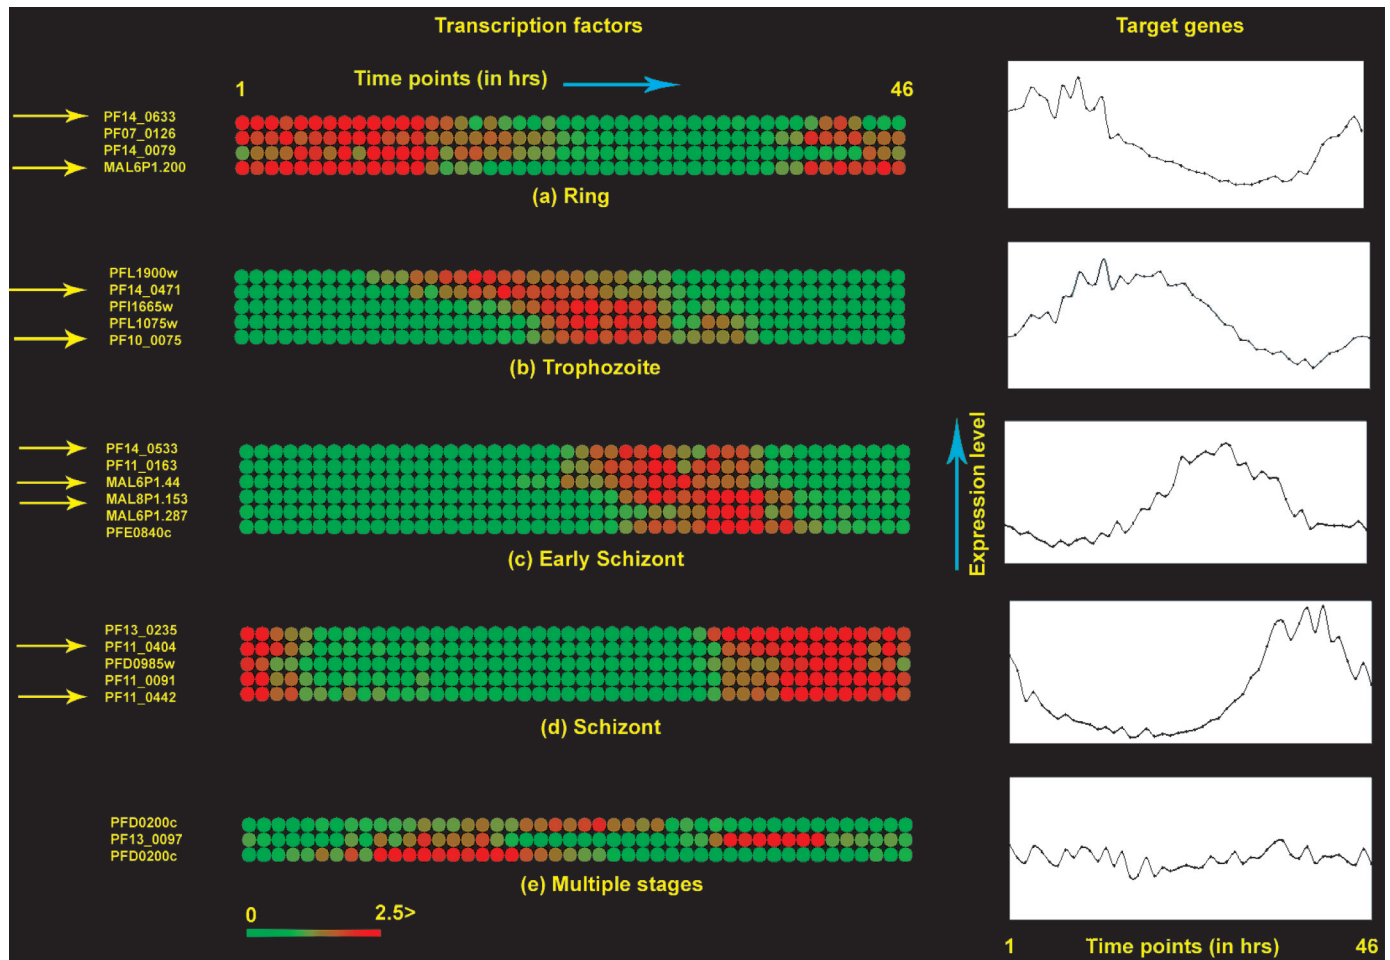 Transcription factors
Target genes
Time points (in hrs)
1
46
PF14_0633
PF07_0126
PF14_0079
MAL6P1.200
(a) Ring
PFL1900w
PF14_0471
PFI1665w
PFL1075w
PF10_0075
(b) Trophozoite
PF14_0533
PF11_0163
MAL6P1.44
MAL8P1.153
MAL6P1.287
PFE0840c
(c) Early Schizont
Expression level
PF13_0235
PF11_0404
PFD0985w
PF11_0091
PF11_0442
(d) Schizont
PFD0200c
PF13_0097
PFD0200c
(e) Multiple stages
0
2.5>
1
Time points (in hrs)
46